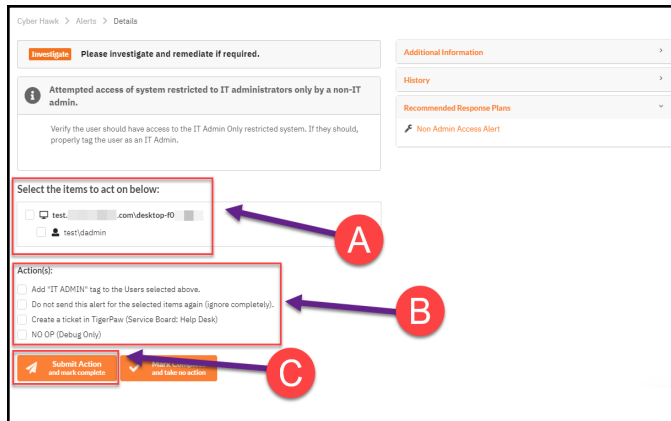 Cyber Hawk > Alerts > Details
Investigate Please investigate and remediate if required.
Attempted access of system restricted to IT administrators only by a non-IT
admin.
Verify the user should have access to the IT Admin Only restricted system. If they should,
properly tag the user as an IT Admin.
Additional Information
History
Recommended Response Plans
Non Admin Access Alert
Select the items to act on below:
test. .com\desktop-f0
test\dadmin
A
Action(s):
Add "IT ADMIN" tag to the Users selected above.
Do not send this alert for the selected items again (ignore completely).
Create a ticket in TigerPaw (Service Board: Help Desk)
NO OP (Debug Only)
B
Submit Action
and mark complete
Mark
and take no action
C